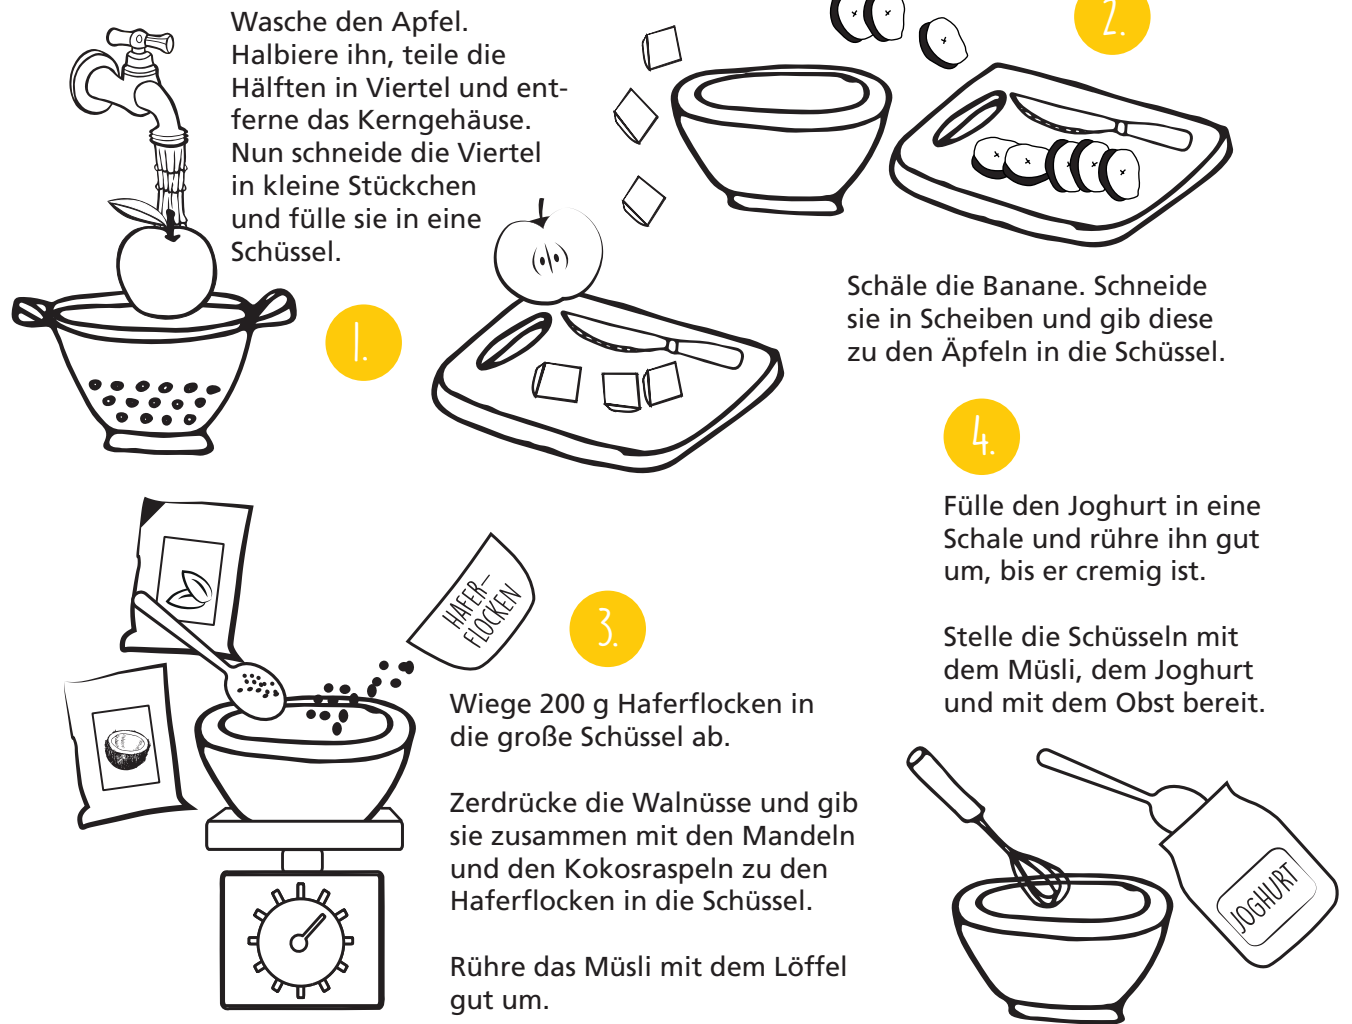 Wasche den Apfel.
Halbiere ihn, teile die
Hälften in Viertel und ent-
ferne das Kerngehäuse.
Nun schneide die Viertel
in kleine Stückchen
und fülle sie in eine
Schüssel.
1.
2.
Schäle die Banane. Schneide
sie in Scheiben und gib diese
zu den Äpfeln in die Schüssel.
HAFER–
FLOCKEN
3.
Wiege 200 g Haferflocken in
die große Schüssel ab.
Zerdrücke die Walnüsse und gib
sie zusammen mit den Mandeln
und den Kokosraspeln zu den
Haferflocken in die Schüssel.
Rühre das Müsli mit dem Löffel
gut um.
4.
Fülle den Joghurt in eine
Schale und rühre ihn gut
um, bis er cremig ist.
Stelle die Schüsseln mit
dem Müsli, dem Joghurt
und mit dem Obst bereit.
JOGHURT